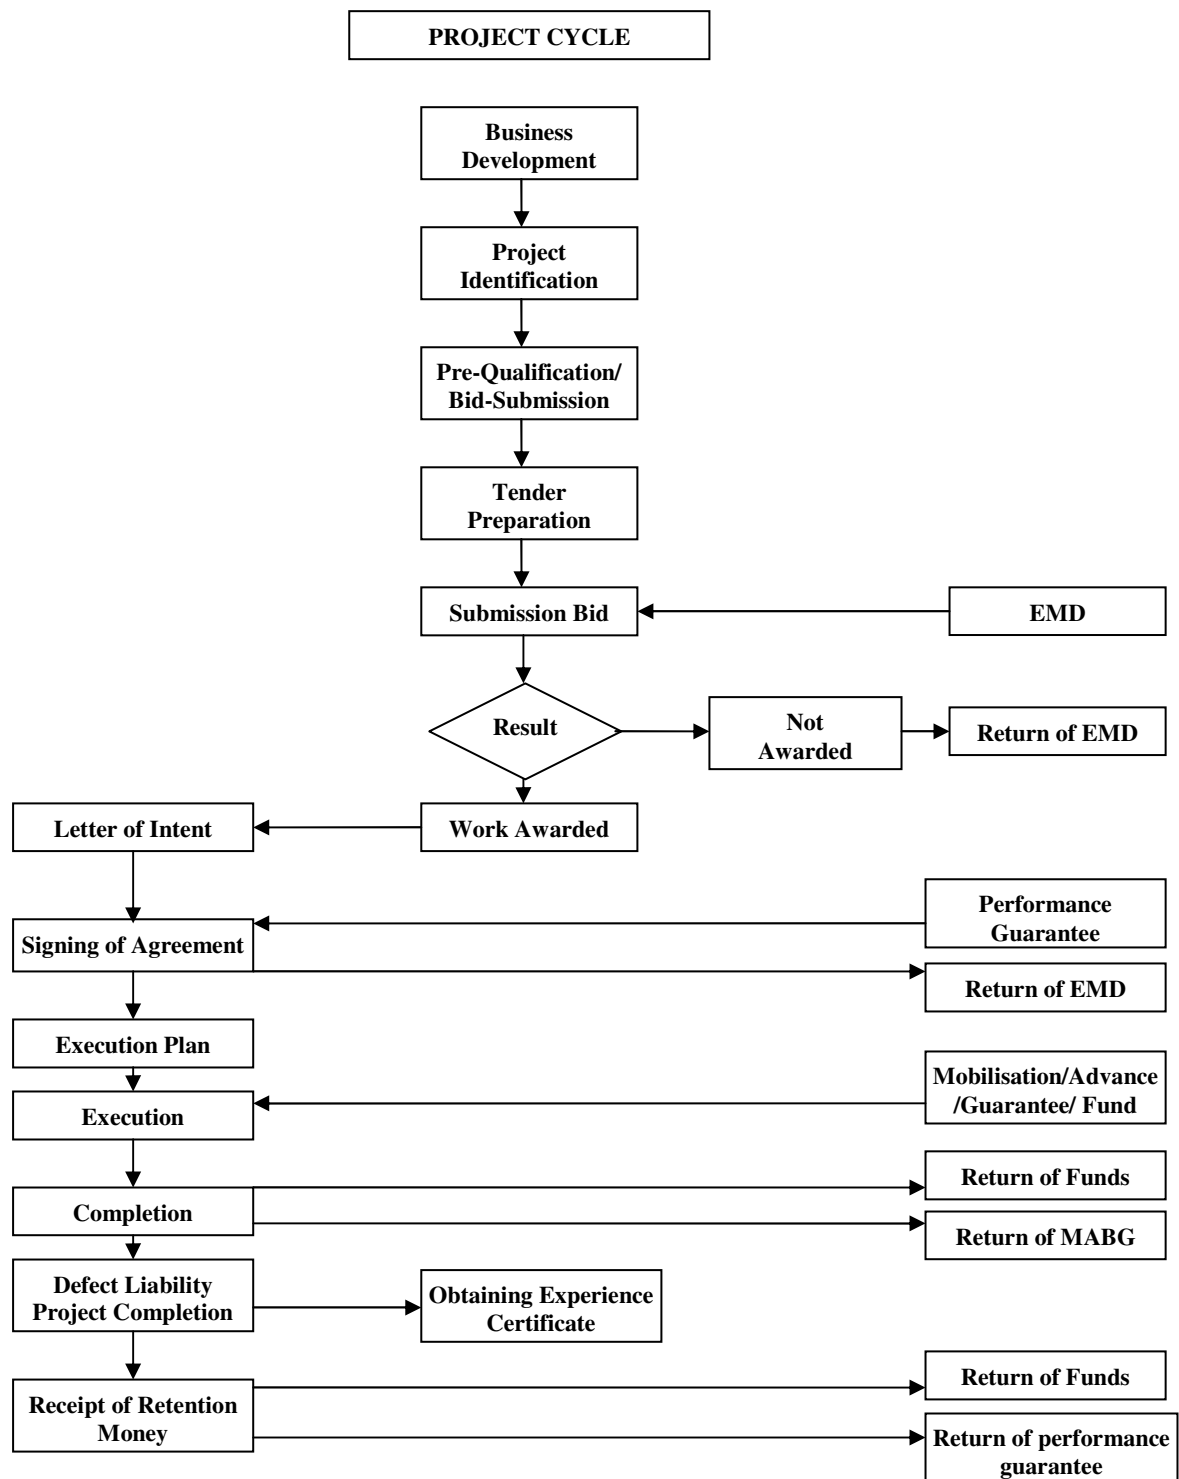 PROJECT CYCLE
Business
Development
Project
Identification
Pre-Qualification/
Bid-Submission
Tender
Preparation
Submission Bid
EMD
Result
Not
Awarded
Return of EMD
Letter of Intent
Work Awarded
Performance
Guarantee
Signing of Agreement
Return of EMD
Execution Plan
Mobilisation/Advance
/Guarantee/ Fund
Execution
Return of Funds
Completion
Return of MABG
Defect Liability
Project Completion
Obtaining Experience
Certificate
Return of Funds
Receipt of Retention
Money
Return of performance
guarantee